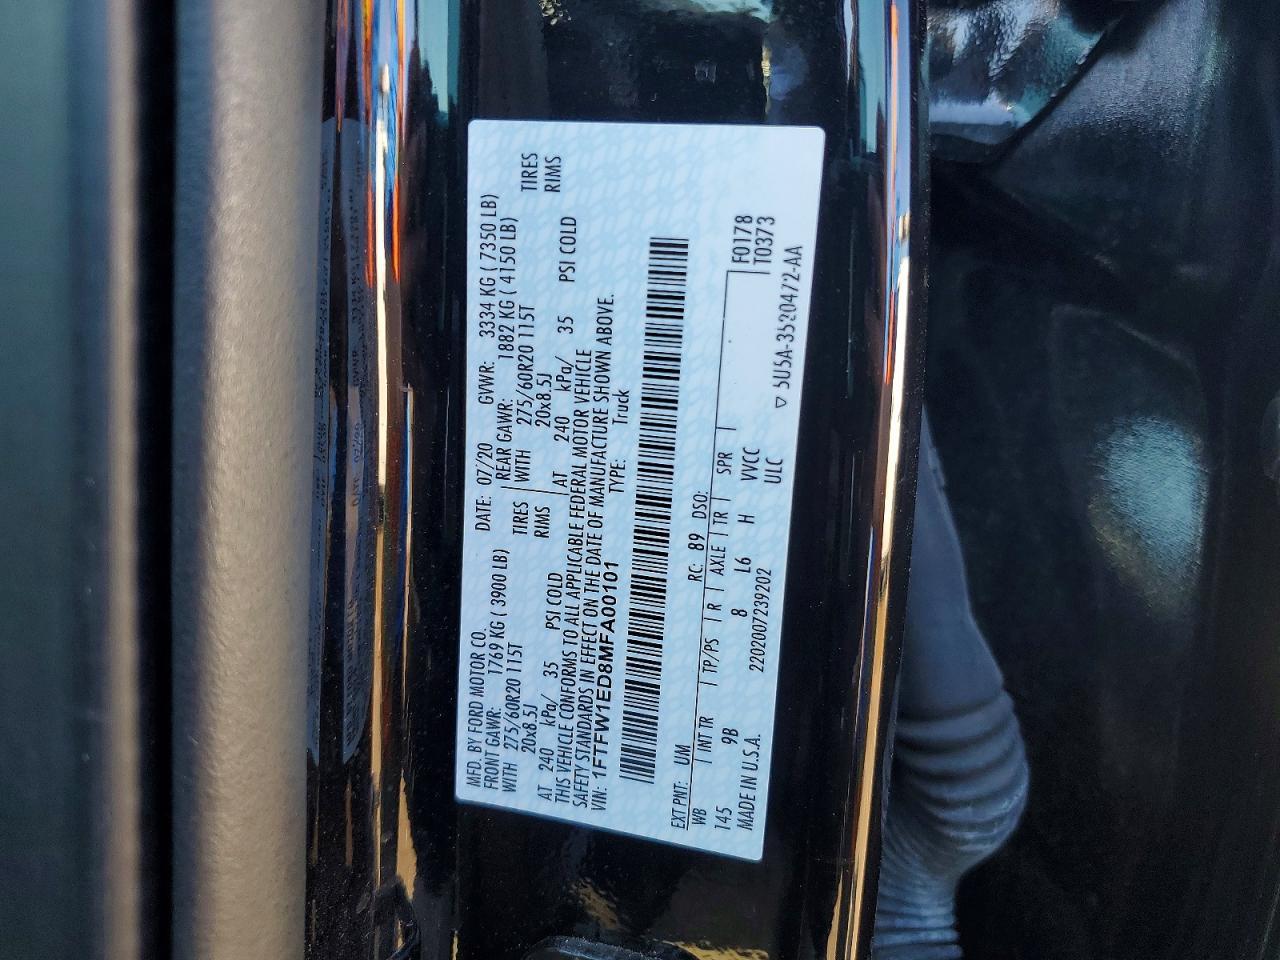 MFD. BY FORD MOTOR CO.
DATE: 07/20 GVWR: 3334 KG ( 7350 LB)
FRONT GAWR: 1769 KG ( 3900 LB) REAR GAWR: 1882 KG ( 4150 LB)
WITH 275/60R20 115T TIRES WITH 275/60R20 115T TIRES
20x8.5J RIMS 20x8.5J RIMS
AT 240 kPa/ 35 PSI COLD AT 240 kPa/ 35 PSI COLD
THIS VEHICLE CONFORMS TO ALL APPLICABLE FEDERAL MOTOR VEHICLE
SAFETY STANDARDS IN EFFECT ON THE DATE OF MANUFACTURE SHOWN ABOVE.
VIN: 1FTFW1ED8MFA00101 TYPE: Truck
EXT PNT: UM RC: 89 DSO:
WB INT TR TP/PS R AXLE TR SPR F0178
145 9B 8 L6 H VVCC T0373
MADE IN U.S.A. 2202007239202 ULC
▽ 5U5A-3520472-AA